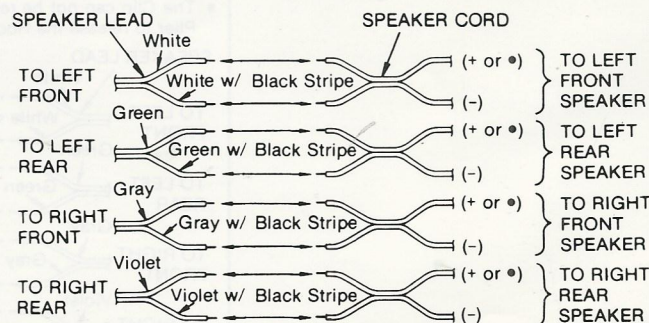 SPEAKER LEAD
SPEAKER CORD
White
TO LEFT
FRONT
White w/ Black Stripe
(+ or ●)
(−)
TO LEFT
FRONT
SPEAKER
Green
TO LEFT
REAR
Green w/ Black Stripe
(+ or ●)
(−)
TO LEFT
REAR
SPEAKER
Gray
TO RIGHT
FRONT
Gray w/ Black Stripe
(+ or ●)
(−)
TO RIGHT
FRONT
SPEAKER
Violet
TO RIGHT
REAR
Violet w/ Black Stripe
(+ or ●)
(−)
TO RIGHT
REAR
SPEAKER